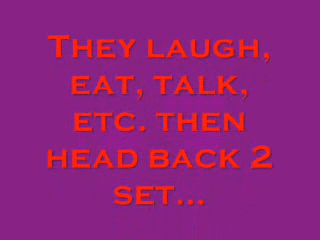 They laugh,
eat, talk,
etc. then
head back 2
set...